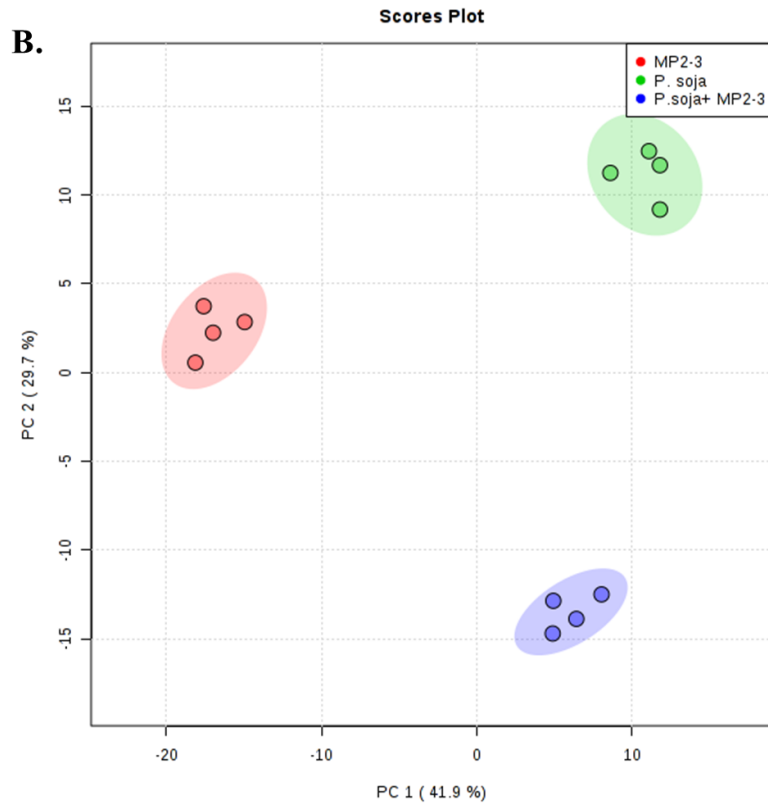 Scores Plot
B.
MP2-3
P. soja
P.soja+ MP2-3
PC 2 ( 29.7 %)
15
10
5
0
-5
-10
-15
-20 -10 0 10
PC 1 ( 41.9 %)